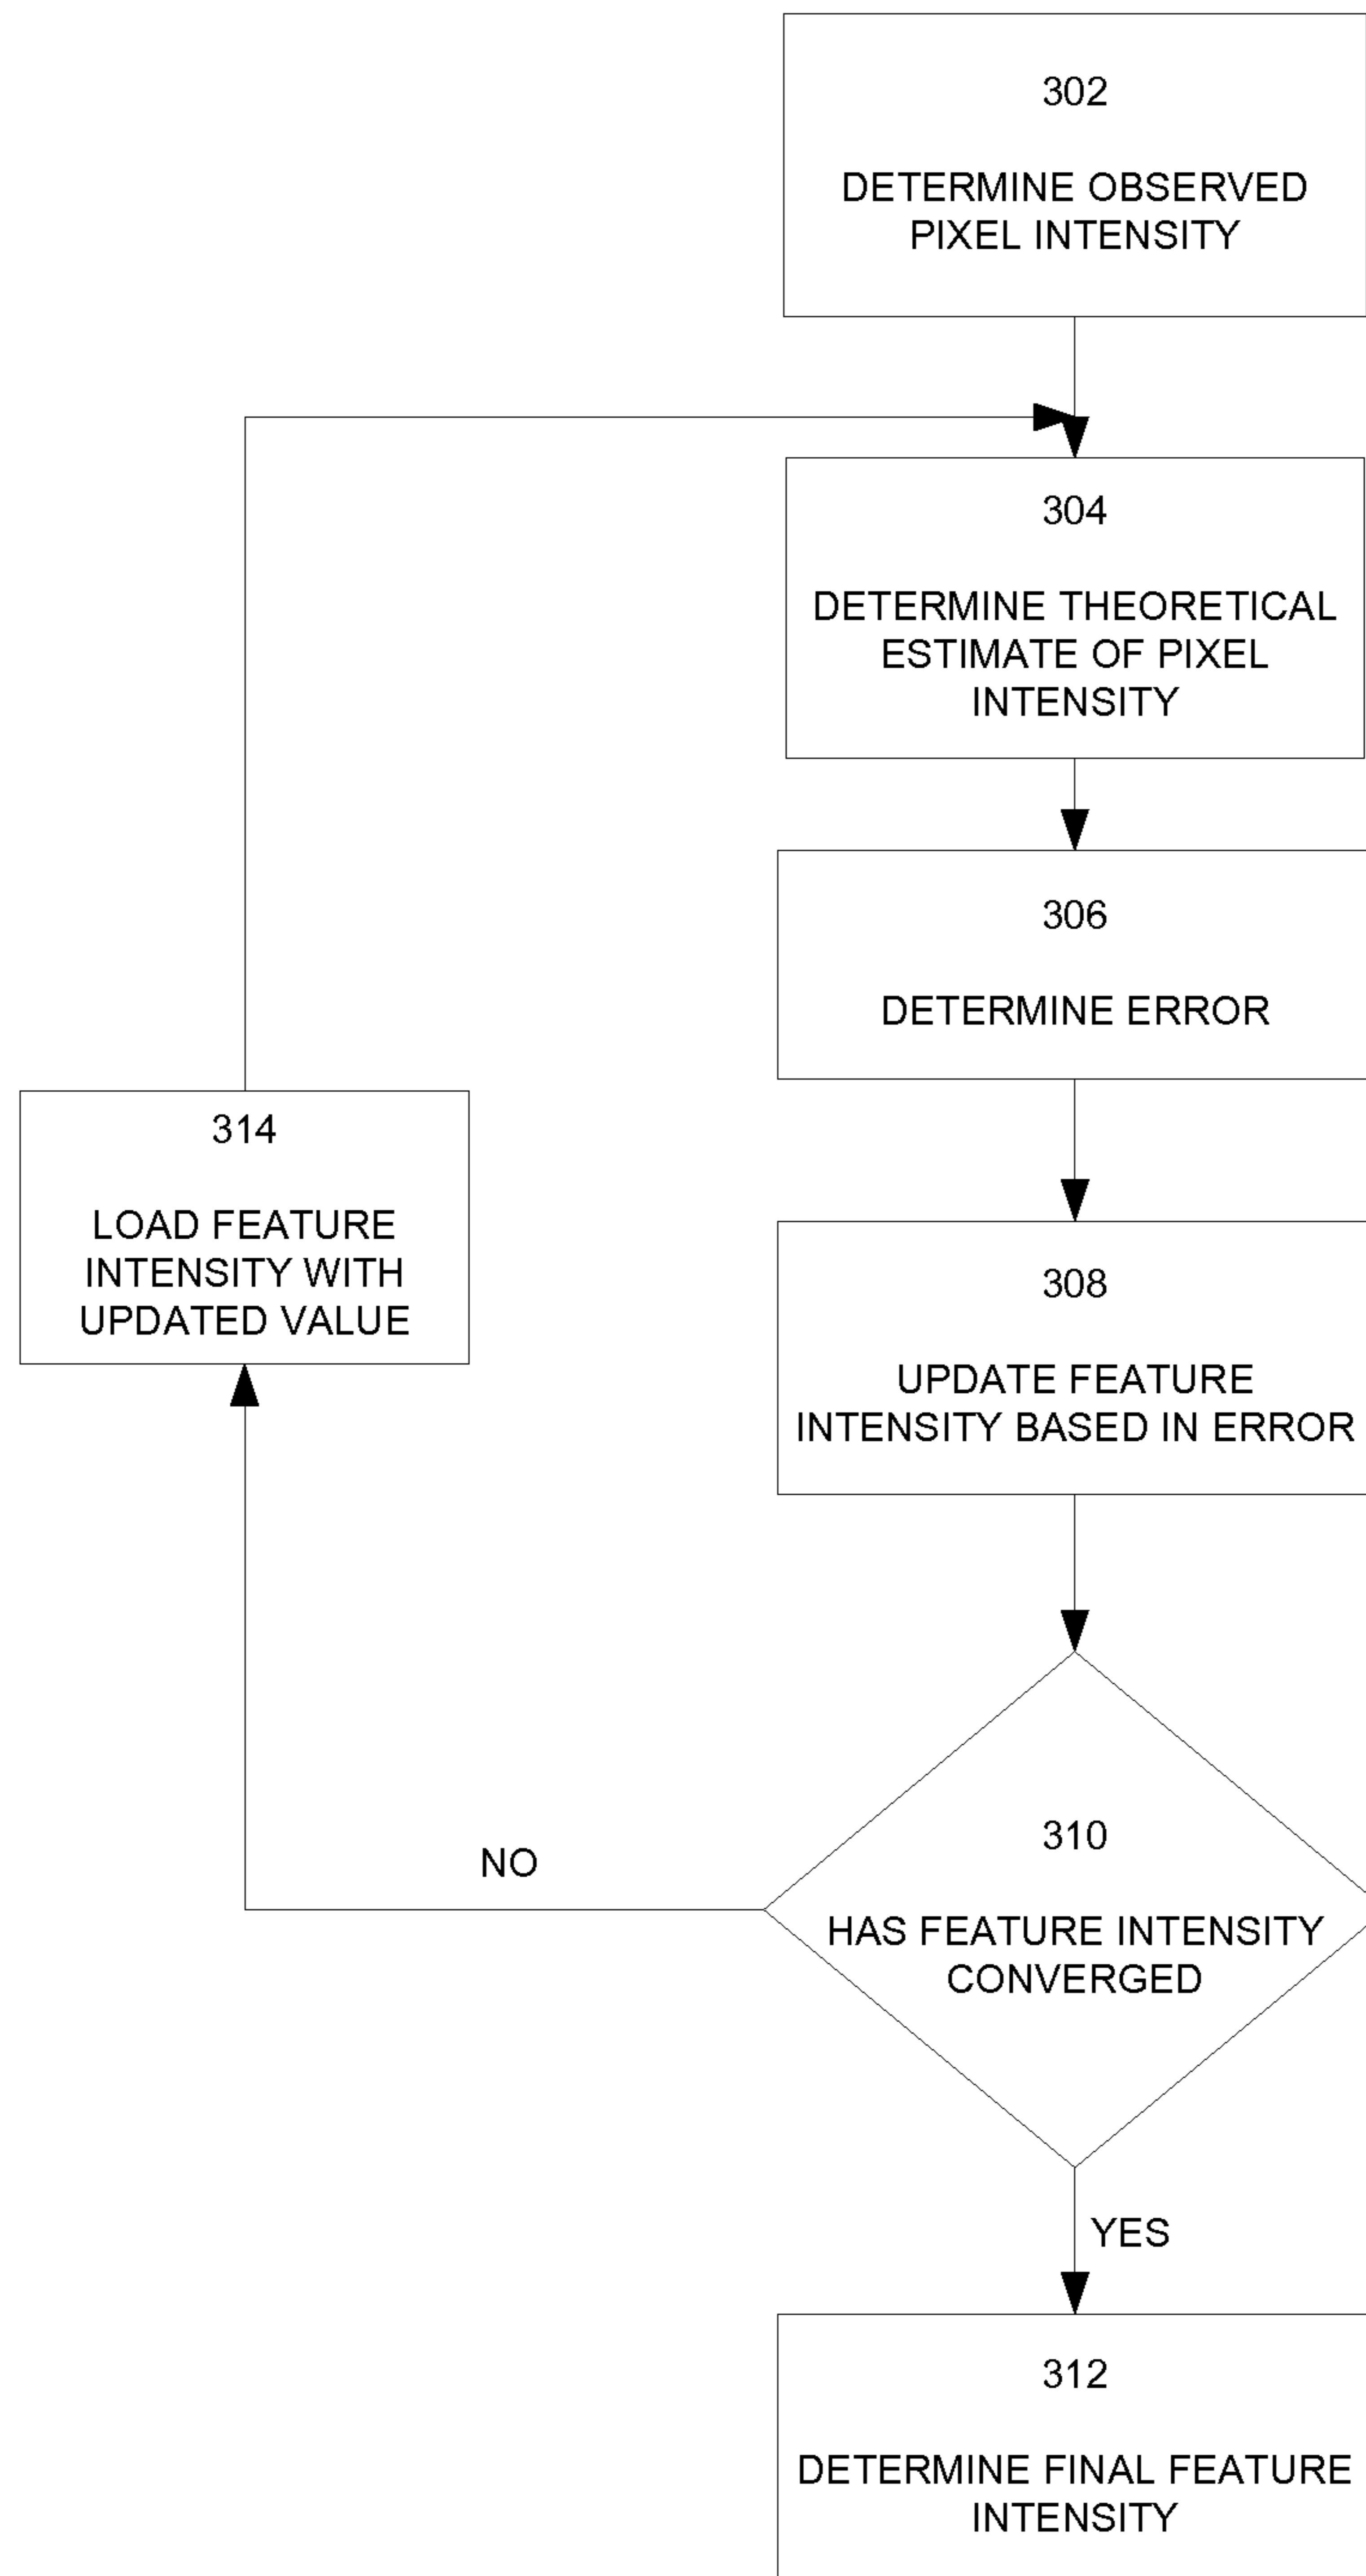 302
DETERMINE OBSERVED
PIXEL INTENSITY
304
DETERMINE THEORETICAL
ESTIMATE OF PIXEL
INTENSITY
306
DETERMINE ERROR
314
LOAD FEATURE
INTENSITY WITH
UPDATED VALUE
308
UPDATE FEATURE
INTENSITY BASED IN ERROR
310
HAS FEATURE INTENSITY
CONVERGED
NO
YES
312
DETERMINE FINAL FEATURE
INTENSITY